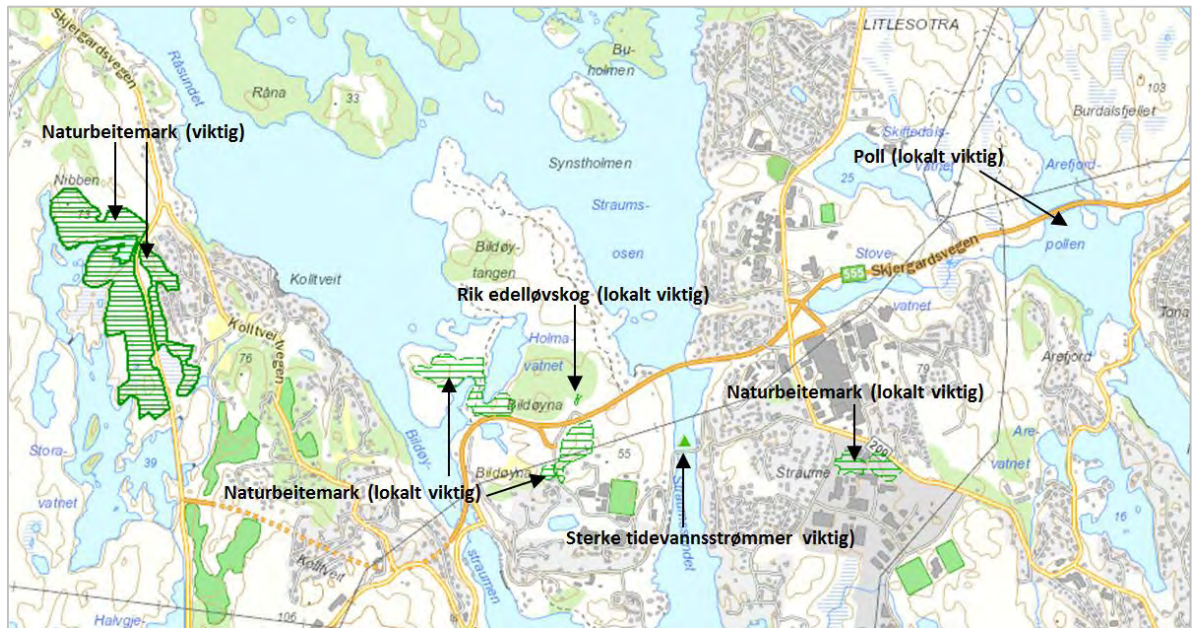 Skjergardsvegen
Råsundet
Råna
33
Bu-
holmen
LITLESOTRA
103
Burdalsfjellet
Naturbeitemark (viktig)
Nibben
73
Synstholmen
Skiftedals-
vatnet
25
Poll (lokalt viktig)
Arefjord-
pollen
Straums-
osen
Bildøy-
tangen
Kolltveit
555
Skjergardsvegen
Stove-
vatnet
Rik edelløvskog (lokalt viktig)
Kolltveitvegen
76
Holma-
vatnet
Bildøyna
79
Arefjord
Naturbeitemark (lokalt viktig)
209
Straume
Are-
vatnet
Stora-
vatnet
39
Bildøy-
straumen
Bildøyna
55
Naturbeitemark (lokalt viktig)
Sterke tidevannsstrømmer viktig)
16
Kolltveit
106
Halvgje-